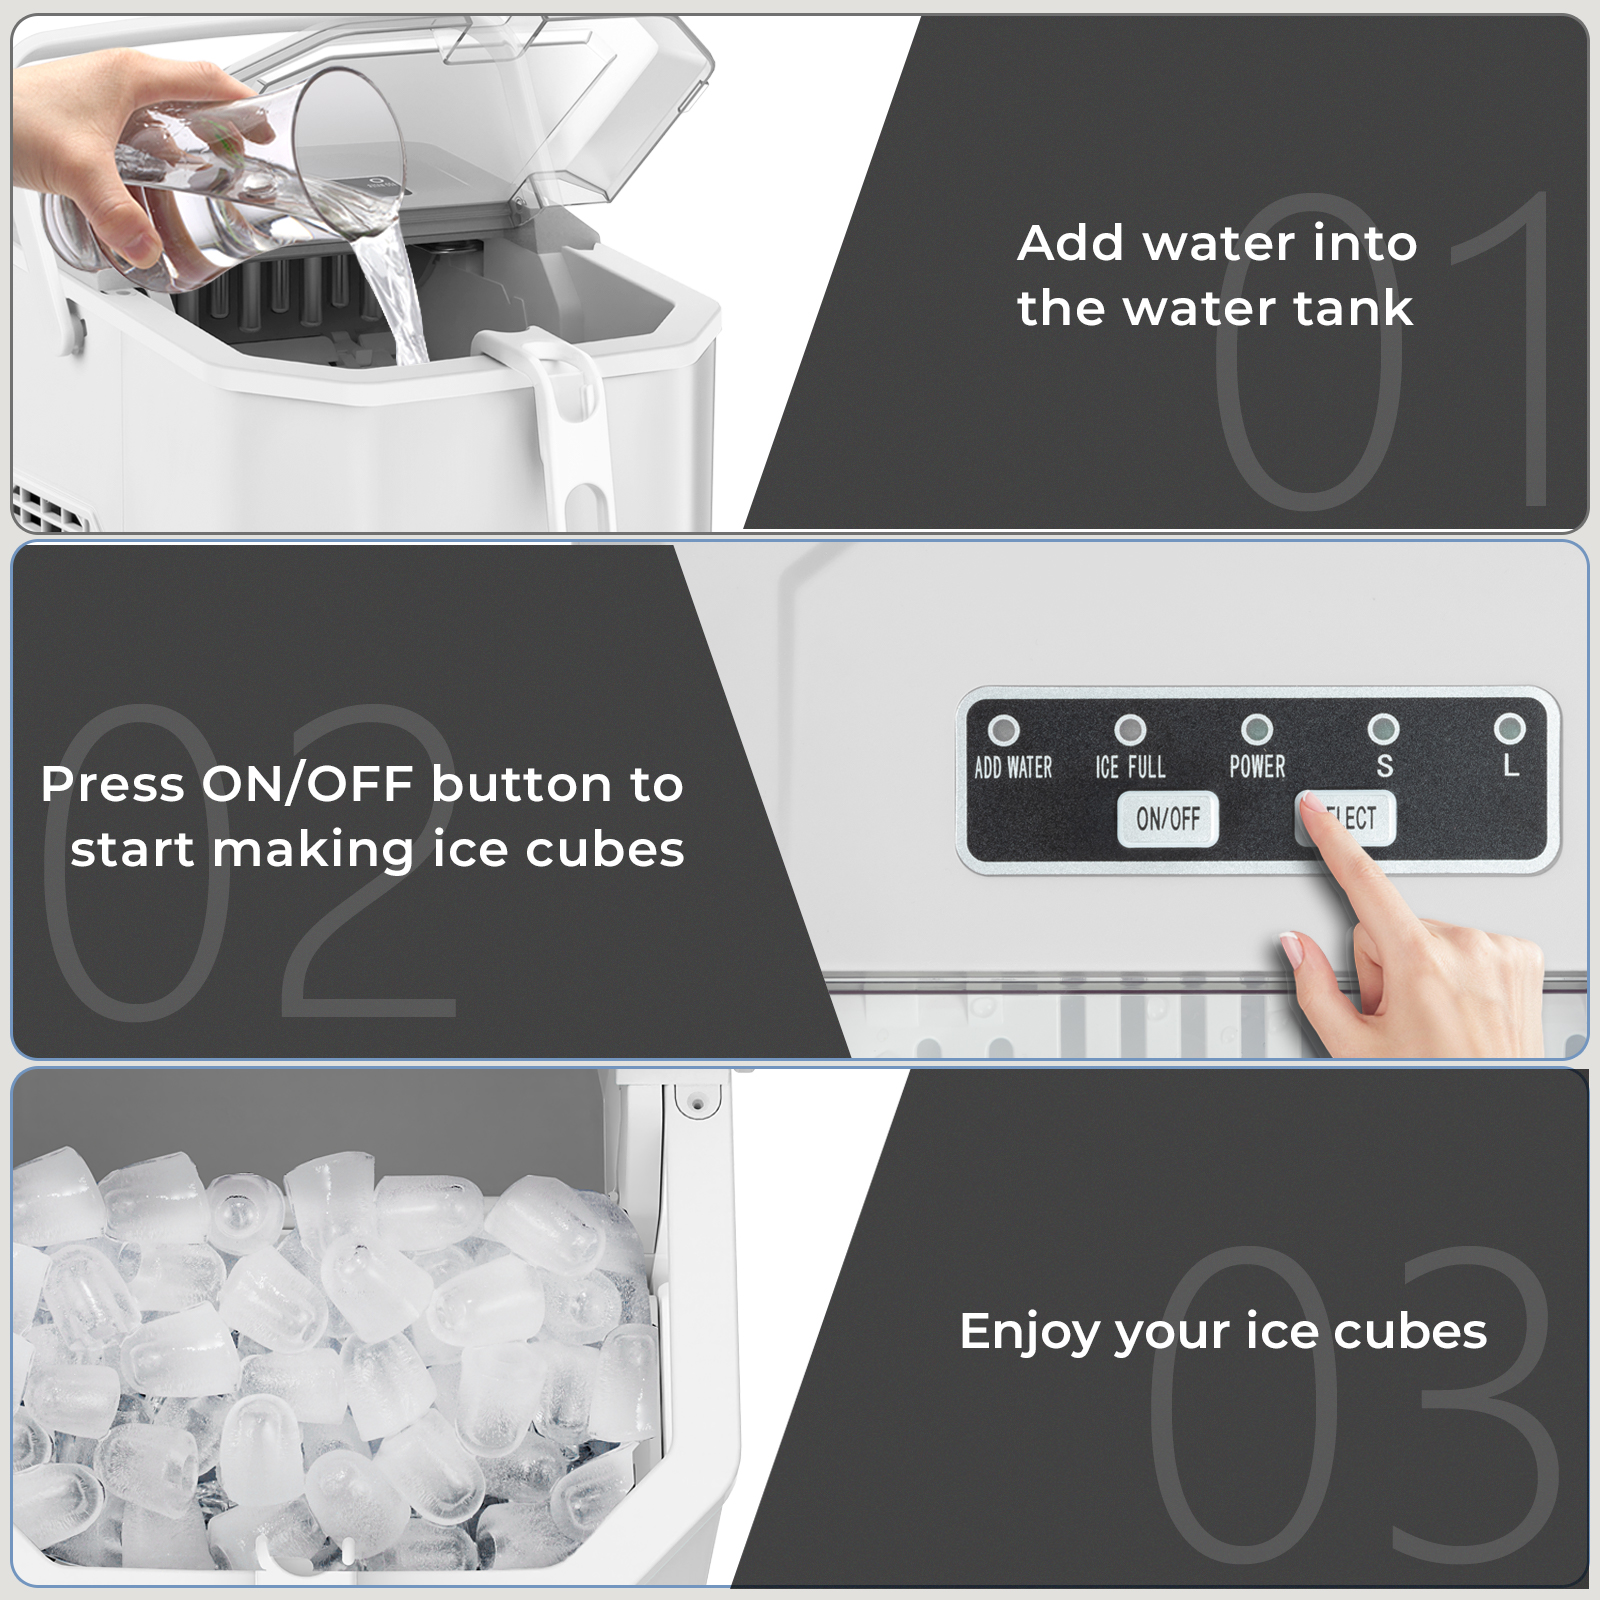 Add water into
the water tank
01
02
Press ON/OFF button to
start making ice cubes
ADD WATER
ICE FULL
POWER
S
L
ON/OFF
ELECT
Enjoy your ice cubes
03